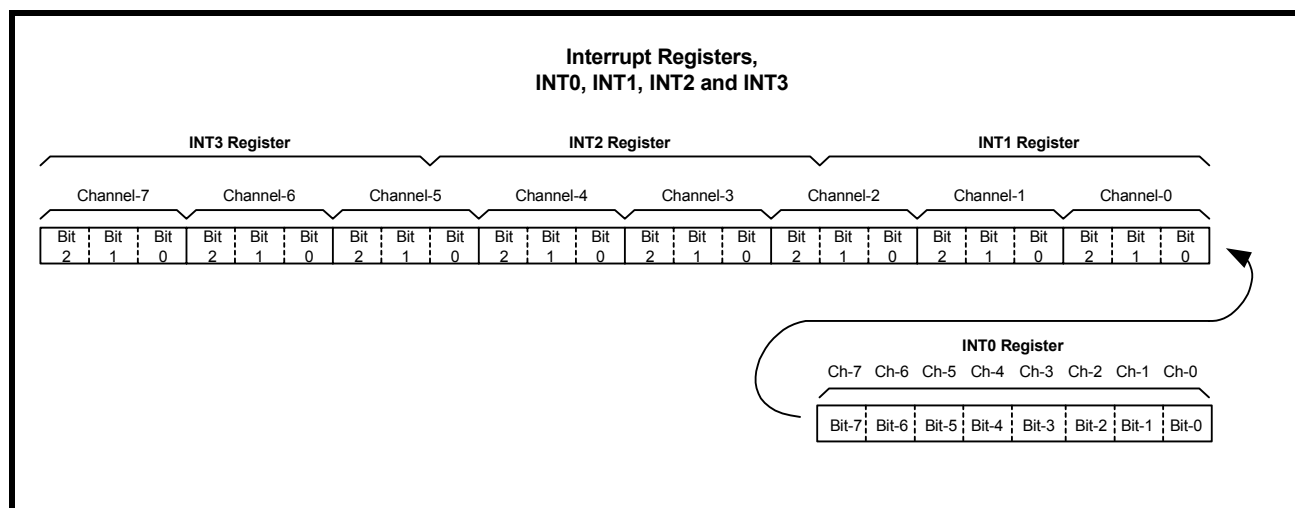 Interrupt Registers,
INT0, INT1, INT2 and INT3
INT3 Register INT2 Register INT1 Register
Channel-7 Channel-6 Channel-5 Channel-4 Channel-3 Channel-2 Channel-1 Channel-0
Bit Bit Bit Bit Bit Bit Bit Bit Bit Bit Bit Bit Bit Bit Bit Bit Bit Bit Bit Bit Bit Bit Bit Bit
2 1 0 2 1 0 2 1 0 2 1 0 2 1 0 2 1 0 2 1 0 2 1 0
INT0 Register
Ch-7 Ch-6 Ch-5 Ch-4 Ch-3 Ch-2 Ch-1 Ch-0
Bit-7 Bit-6 Bit-5 Bit-4 Bit-3 Bit-2 Bit-1 Bit-0